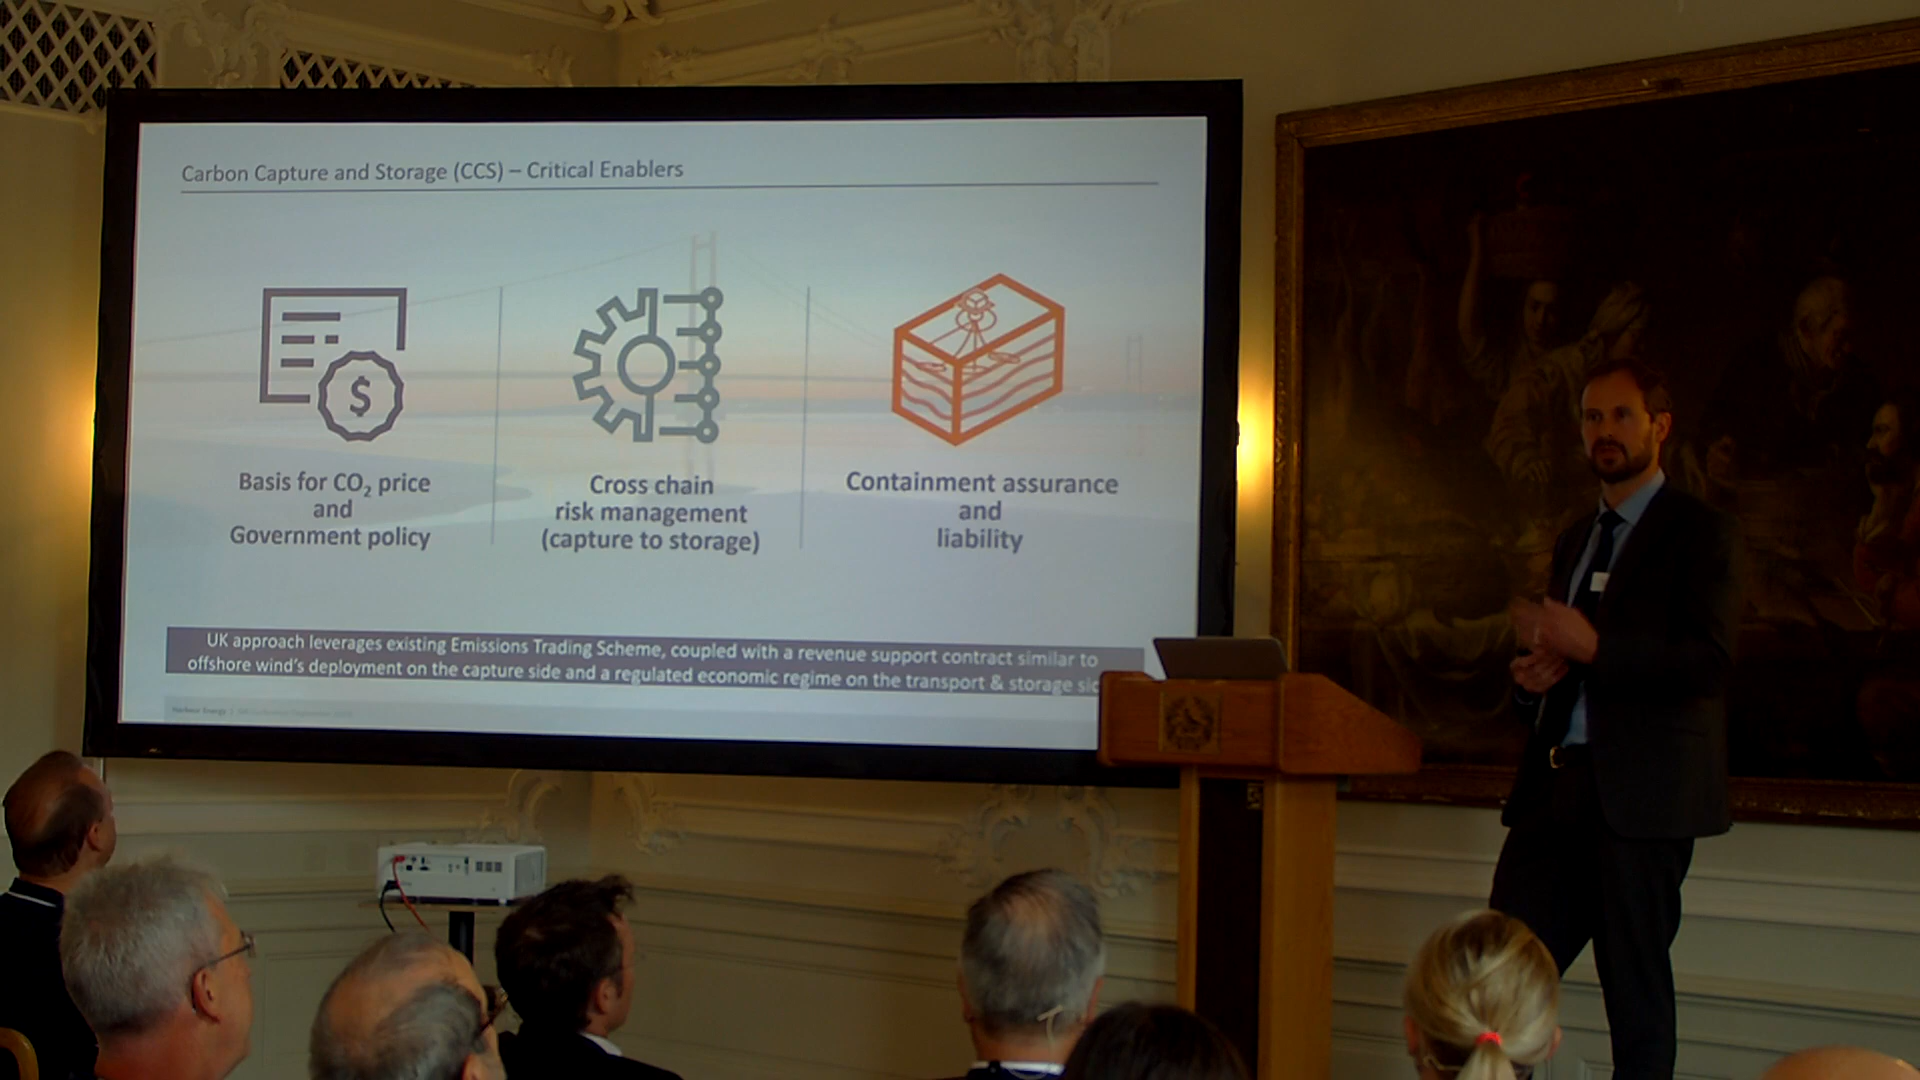 Carbon Capture and Storage (CCS) – Critical Enablers
$
Basis for CO₂ price
and
Government policy
Cross chain
risk management
(capture to storage)
Containment assurance
and
liability
UK approach leverages existing Emissions Trading Scheme, coupled with a revenue support contract similar to
offshore wind's deployment on the capture side and a regulated economic regime on the transport & storage
Harbour Energy